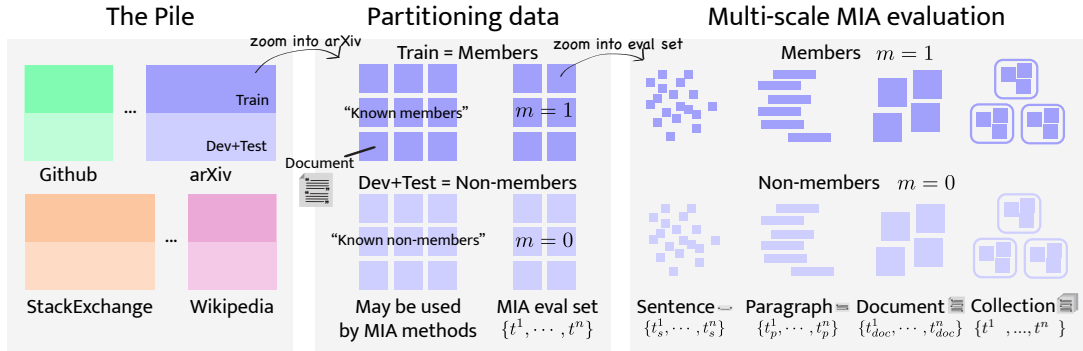 The Pile
Partitioning data
Multi-scale MIA evaluation
zoom into arXiv
zoom into eval set
Train = Members
Members m = 1
Train
...
"Known members"
m = 1
Dev+Test
Document
Github
arXiv
Dev+Test = Non-members
Non-members m = 0
...
"Known non-members"
m = 0
StackExchange
Wikipedia
May be used
by MIA methods
MIA eval set
{t^1, ⋯, t^n}
Sentence
Paragraph
Document
Collection
{t_s^1, ⋯, t_s^n}
{t_p^1, ⋯, t_p^n}
{t_doc^1, ⋯, t_doc^n}
{t^1 , ..., t^n }